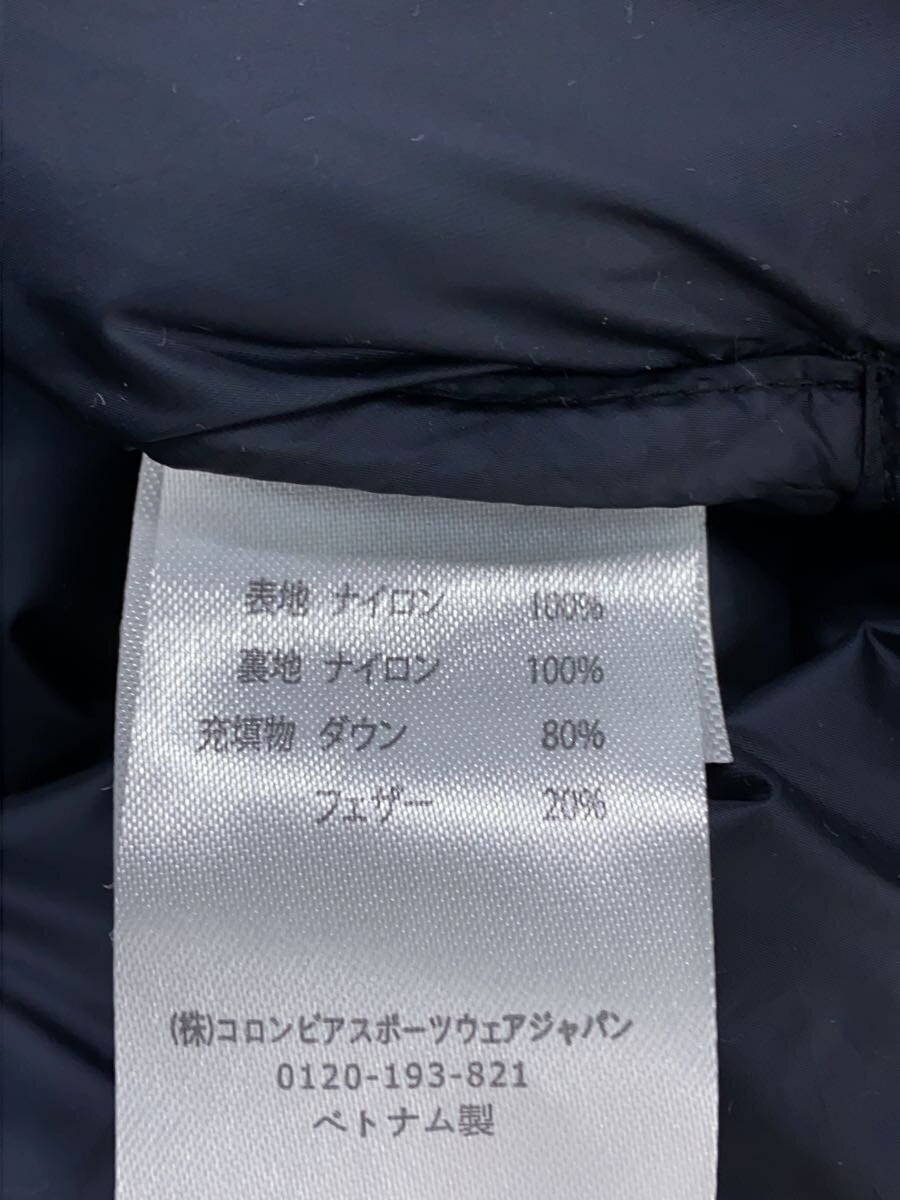 表地 ナイロン 100%
裏地 ナイロン 100%
充填物 ダウン 80%
フェザー 20%
(株)コロンビアスポーツウェアジャパン
0120-193-821
ベトナム製